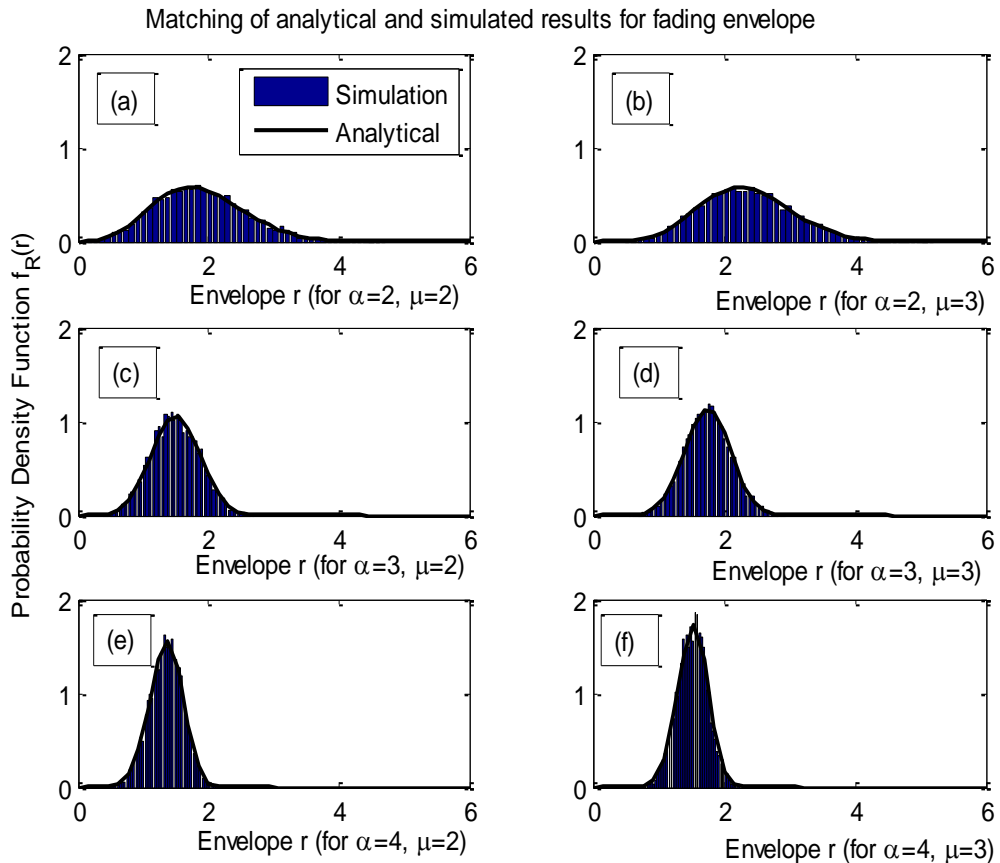 Matching of analytical and simulated results for fading envelope
Probability Density Function f_R(r)
2
1
0
(a)
Simulation
Analytical
0 2 4 6
Envelope r (for α=2, μ=2)
2
1
0
(b)
0 2 4 6
Envelope r (for α=2, μ=3)
2
1
0
(c)
0 2 4 6
Envelope r (for α=3, μ=2)
2
1
0
(d)
0 2 4 6
Envelope r (for α=3, μ=3)
2
1
0
(e)
0 2 4 6
Envelope r (for α=4, μ=2)
2
1
0
(f)
0 2 4 6
Envelope r (for α=4, μ=3)